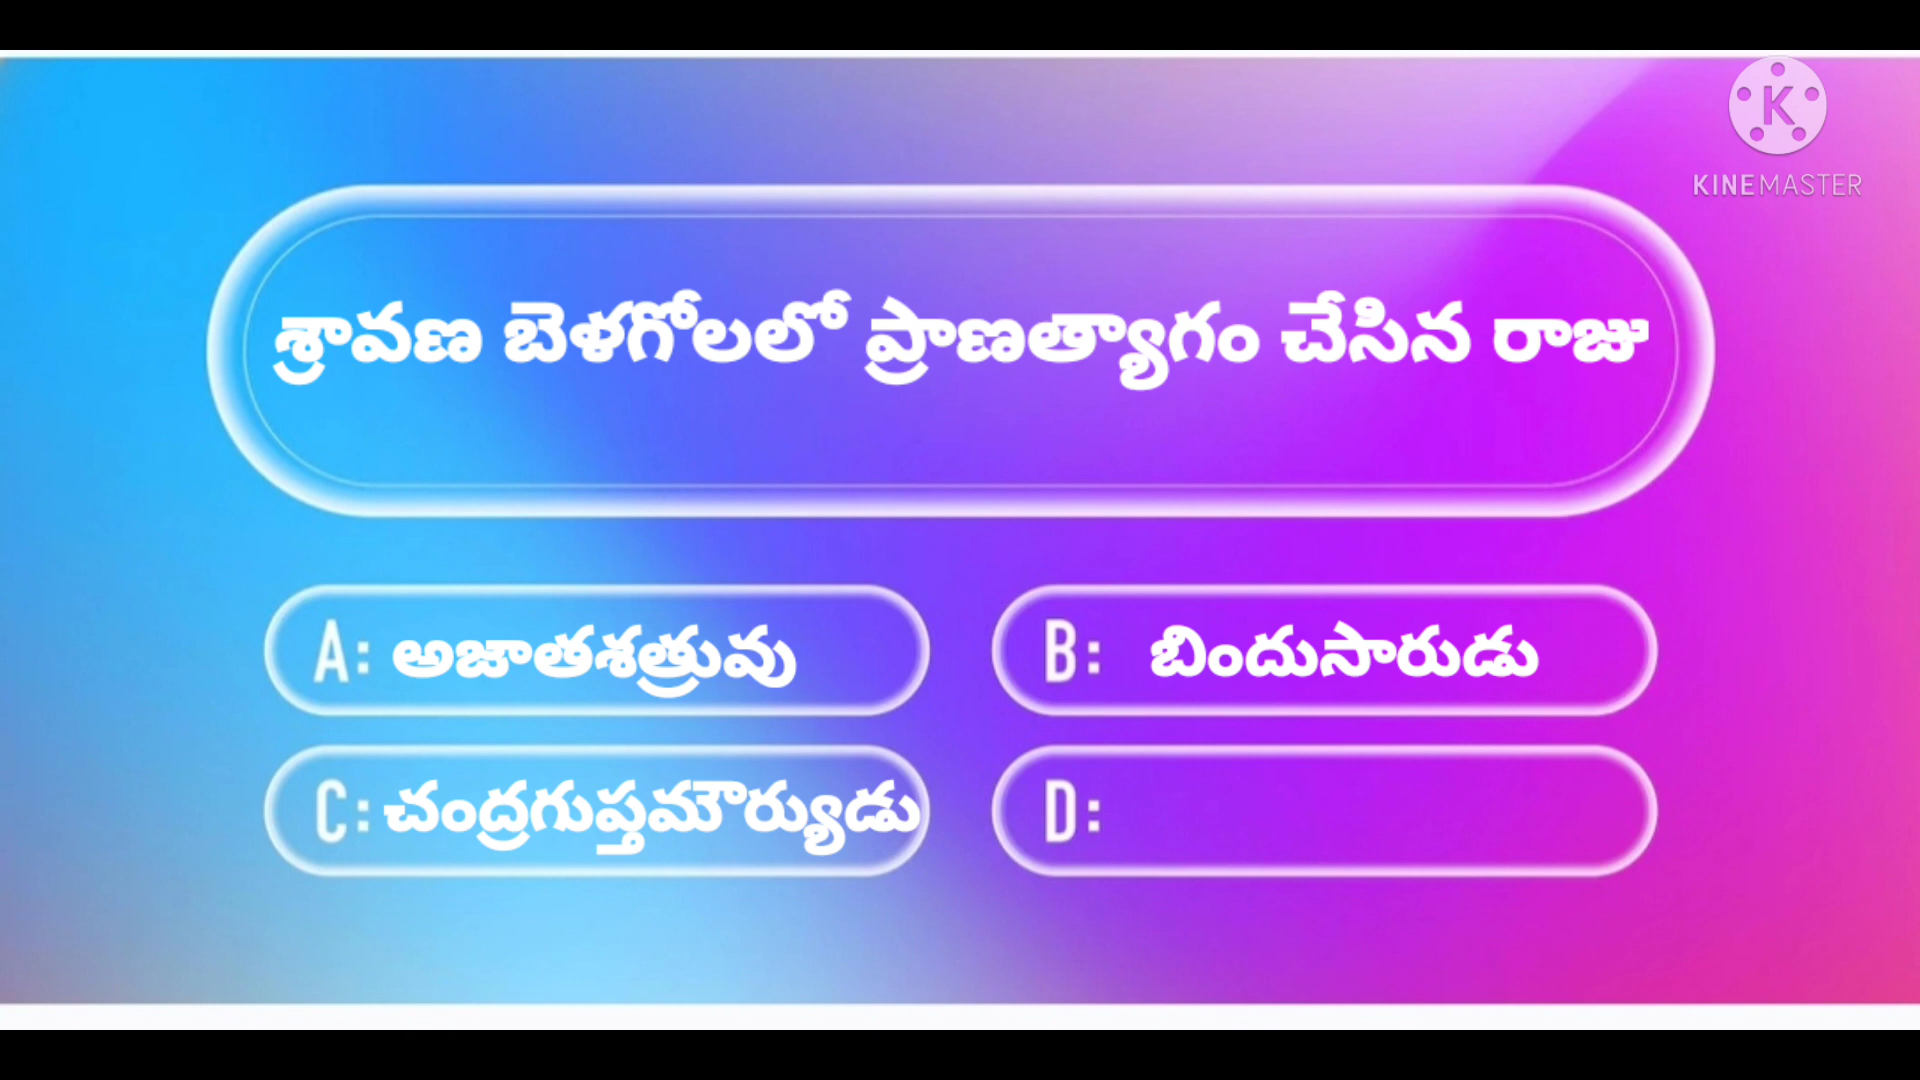 KINEMASTER
శ్రావణ బెళగోలలో ప్రాణత్యాగం చేసిన రాజు
A: అజాతశత్రువు
B: బిందుసారుడు
C: చంద్రగుప్తమౌర్యుడు
D: